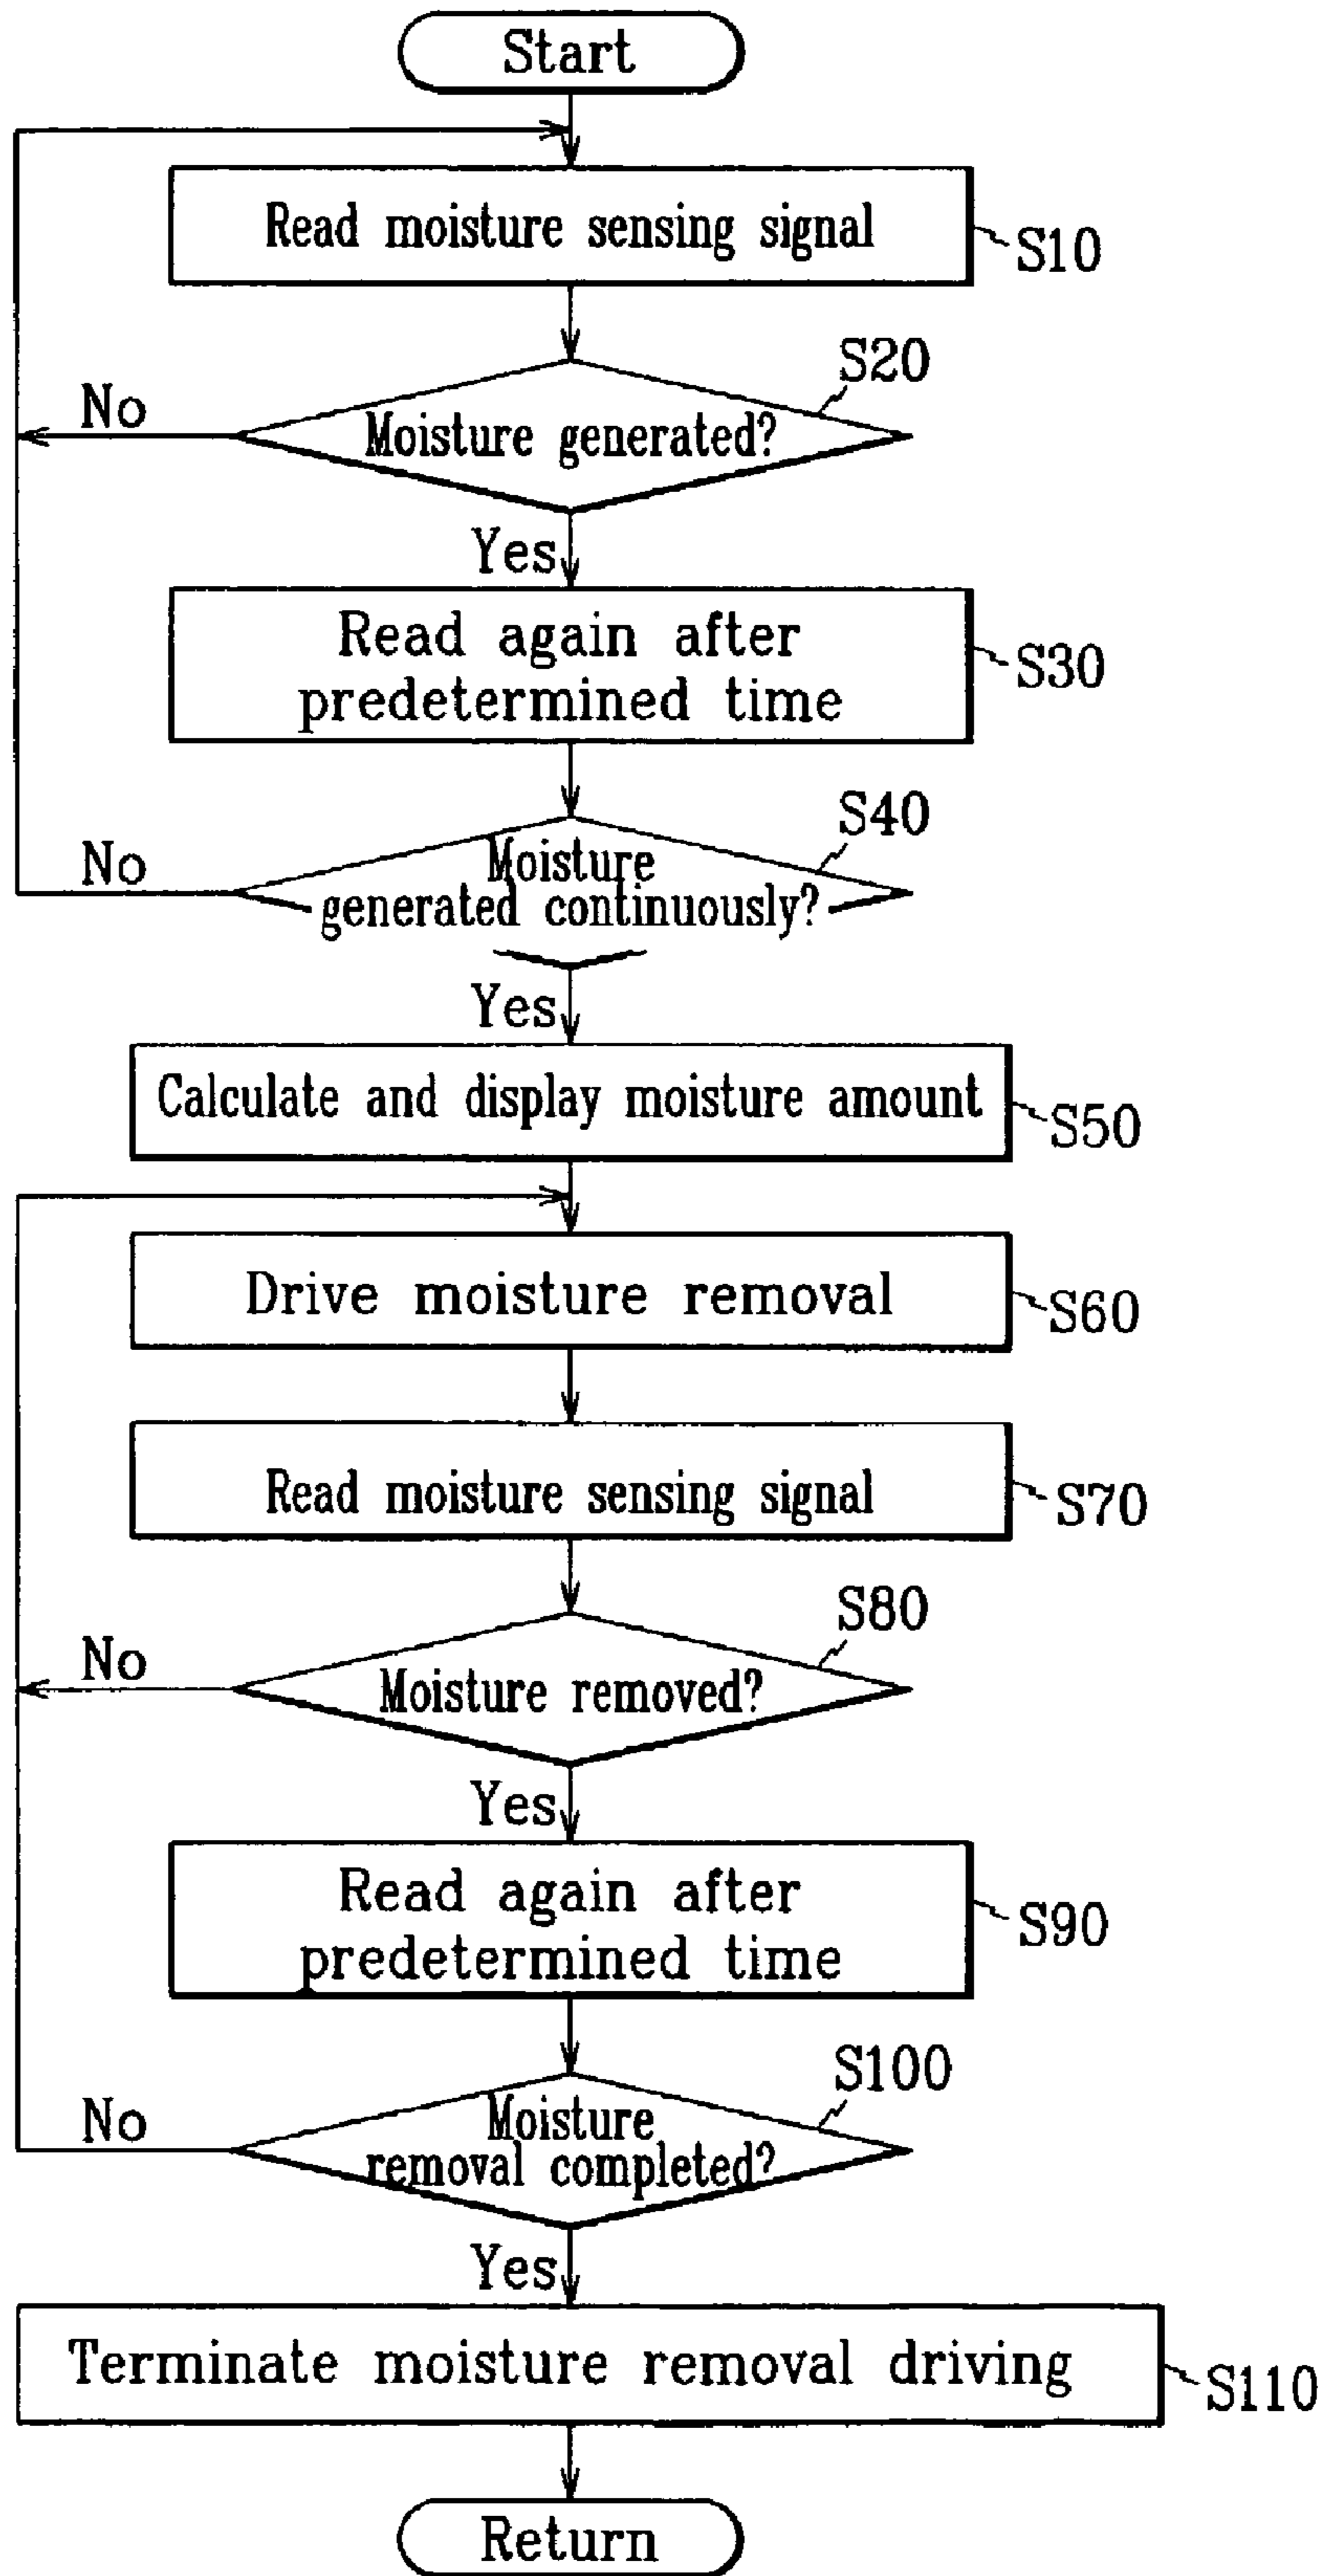 Start
Read moisture sensing signal
S10
S20
No
Moisture generated?
Yes
Read again after
predetermined time
S30
S40
No
Moisture
generated continuously?
Yes
Calculate and display moisture amount
S50
Drive moisture removal
S60
Read moisture sensing signal
S70
S80
No
Moisture removed?
Yes
Read again after
predetermined time
S90
S100
No
Moisture
removal completed?
Yes
Terminate moisture removal driving
S110
Return